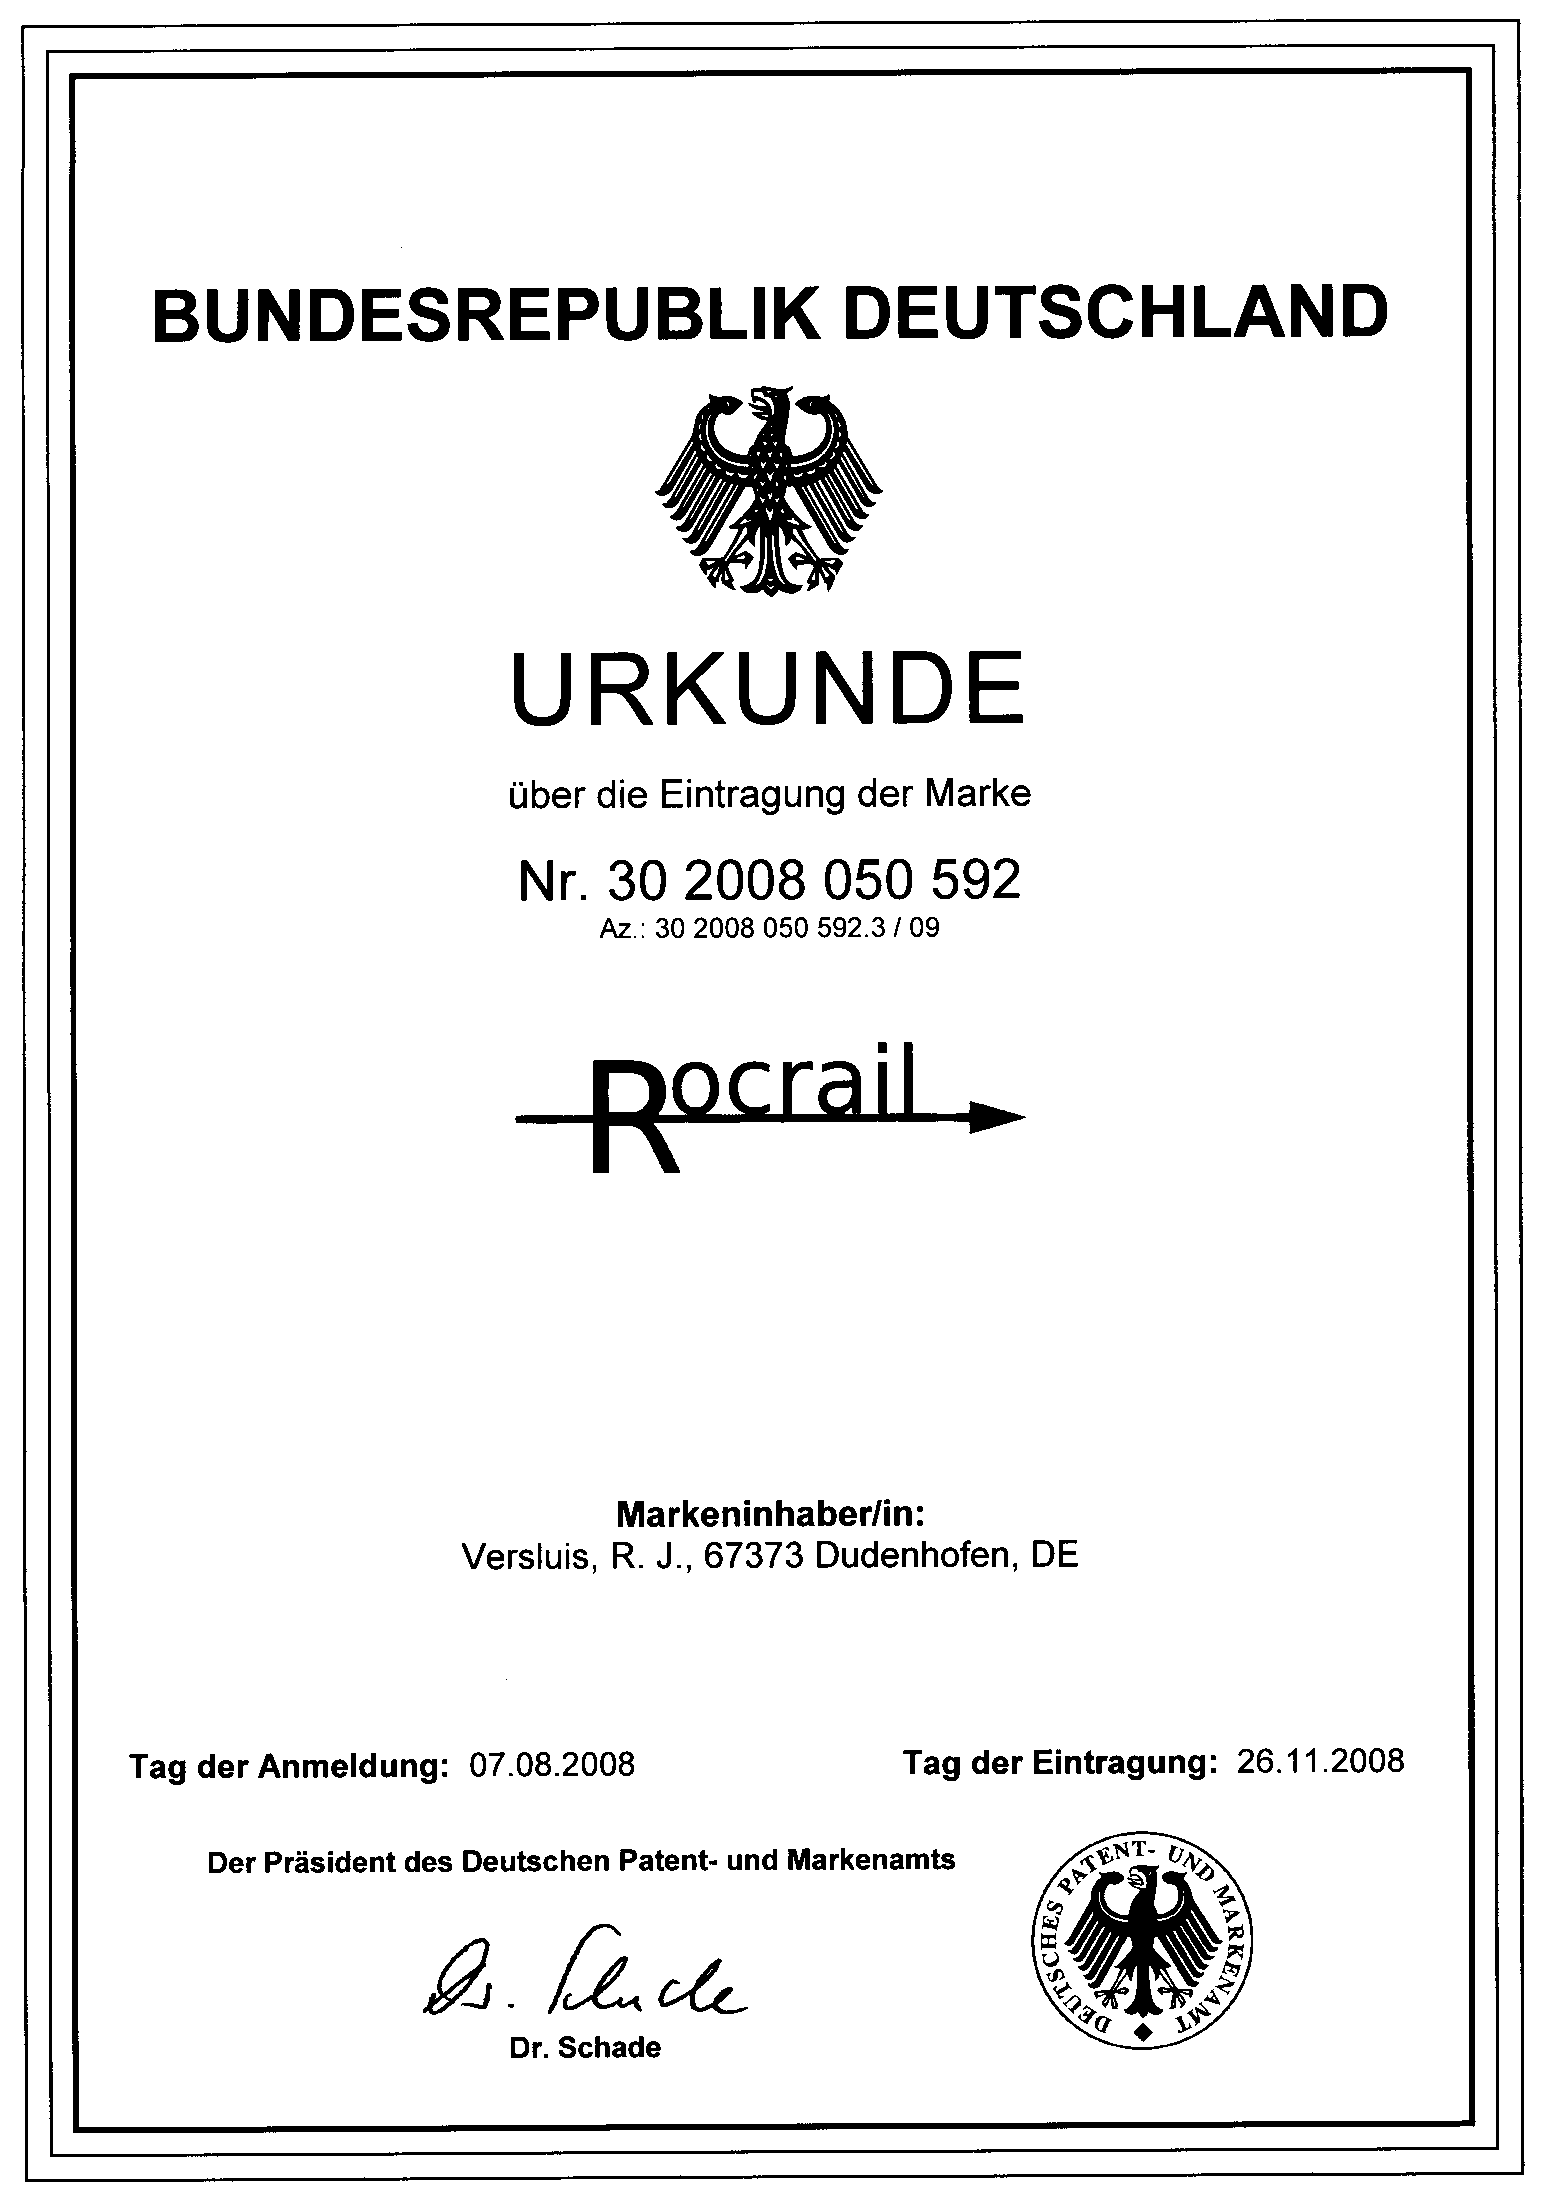 BUNDESREPUBLIK DEUTSCHLAND
URKUNDE
über die Eintragung der Marke
Nr. 30 2008 050 592
Az.: 30 2008 050 592.3 / 09
Rocrail
Markeninhaber/in:
Versluis, R. J., 67373 Dudenhofen, DE
Tag der Anmeldung: 07.08.2008
Tag der Eintragung: 26.11.2008
Der Präsident des Deutschen Patent- und Markenamts
DEUTSCHES PATENT- UND MARKENAMT
Dr. Schade
Dr. Schade